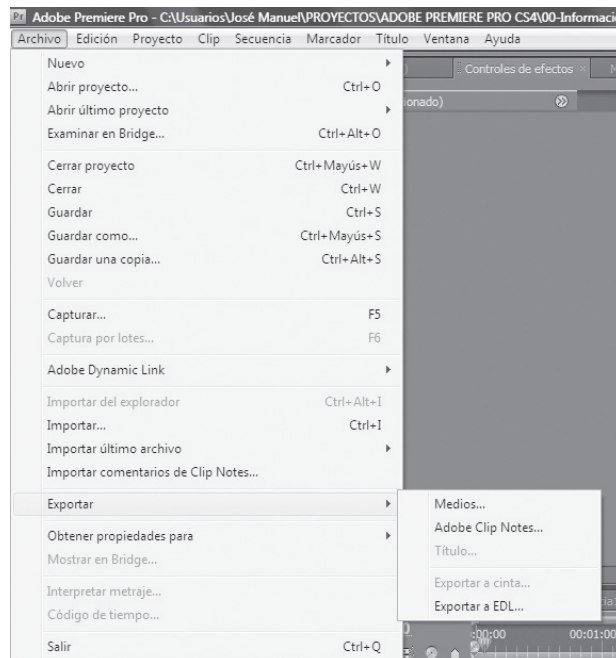 Pr Adobe Premiere Pro - C:\Usuarios\José Manuel\PROYECTOS\ADOBE PREMIERE PRO CS4\00-Informaci
Archivo Edición Proyecto Clip Secuencia Marcador Título Ventana Ayuda
Controles de efectos ×
ionado)
Nuevo
Abrir proyecto... Ctrl+O
Abrir último proyecto
Examinar en Bridge... Ctrl+Alt+O
Cerrar proyecto Ctrl+Mayús+W
Cerrar Ctrl+W
Guardar Ctrl+S
Guardar como... Ctrl+Mayús+S
Guardar una copia... Ctrl+Alt+S
Volver
Capturar... F5
Captura por lotes... F6
Adobe Dynamic Link
Importar del explorador Ctrl+Alt+I
Importar... Ctrl+I
Importar último archivo
Importar comentarios de Clip Notes...
Exportar
Obtener propiedades para
Mostrar en Bridge...
Interpretar metraje...
Código de tiempo...
Salir Ctrl+Q
Medios...
Adobe Clip Notes...
Título...
Exportar a cinta...
Exportar a EDL...
:00:00 00:01:00